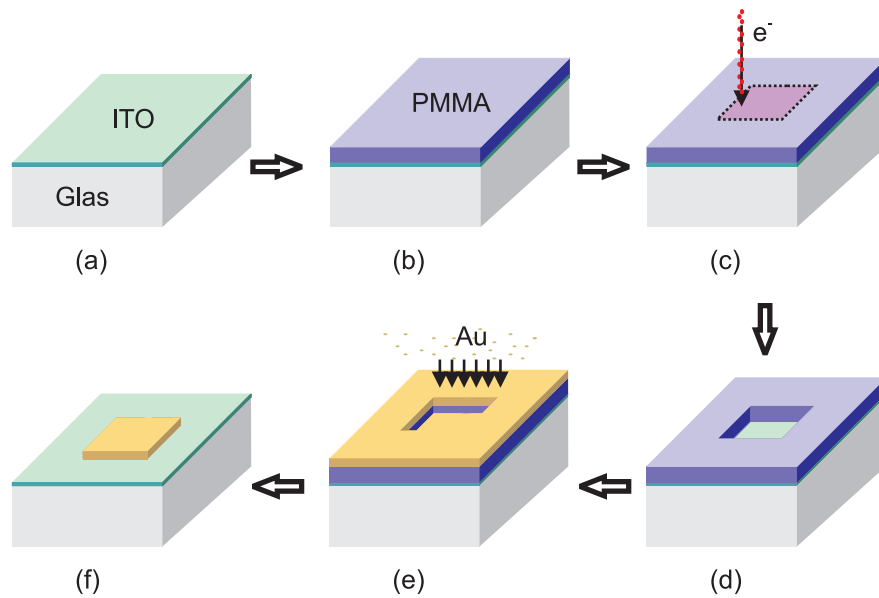 ITO
Glas
(a)
PMMA
(b)
e-
(c)
(d)
Au
(e)
(f)